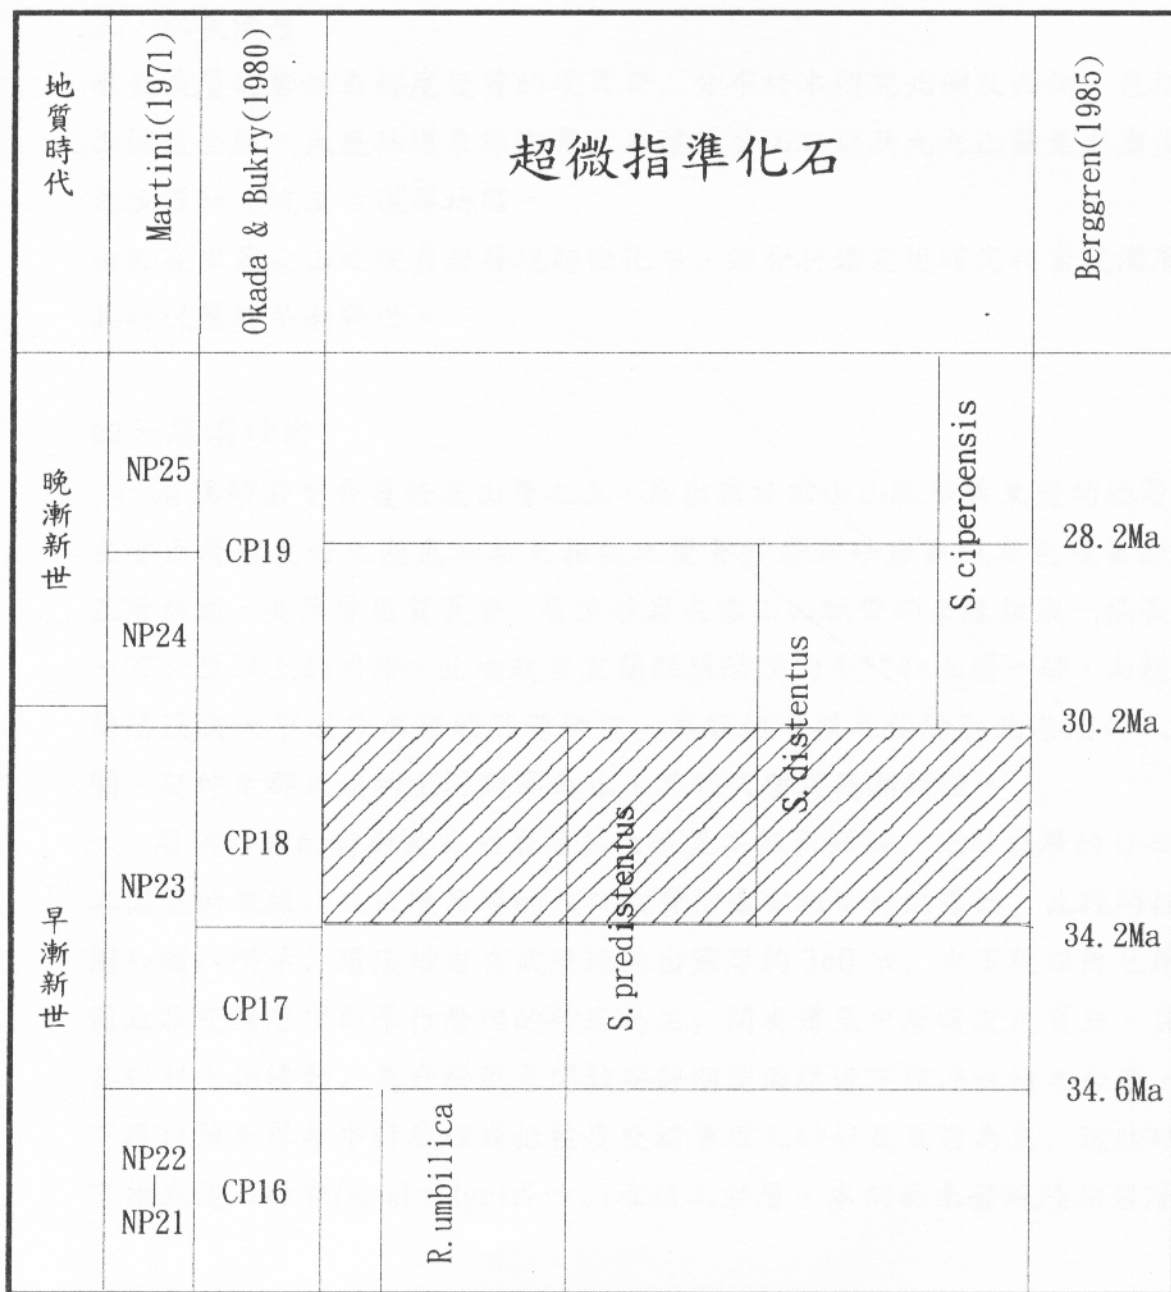 地質時代
Martini(1971)
Okada & Bukry(1980)
超微指準化石
Berggren(1985)
晚漸新世
早漸新世
NP25
NP24
NP23
NP22
NP21
CP19
CP18
CP17
CP16
R. umbilica
S. predistentus
S. distentus
S. ciperoensis
28.2Ma
30.2Ma
34.2Ma
34.6Ma